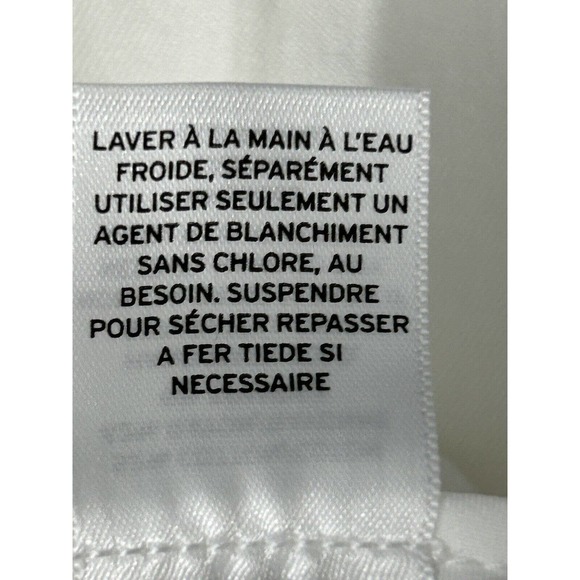 LAVER À LA MAIN À L'EAU
FROIDE, SÉPARÉMENT
UTILISER SEULEMENT UN
AGENT DE BLANCHIMENT
SANS CHLORE, AU
BESOIN. SUSPENDRE
POUR SÉCHER REPASSER
A FER TIEDE SI
NECESSAIRE